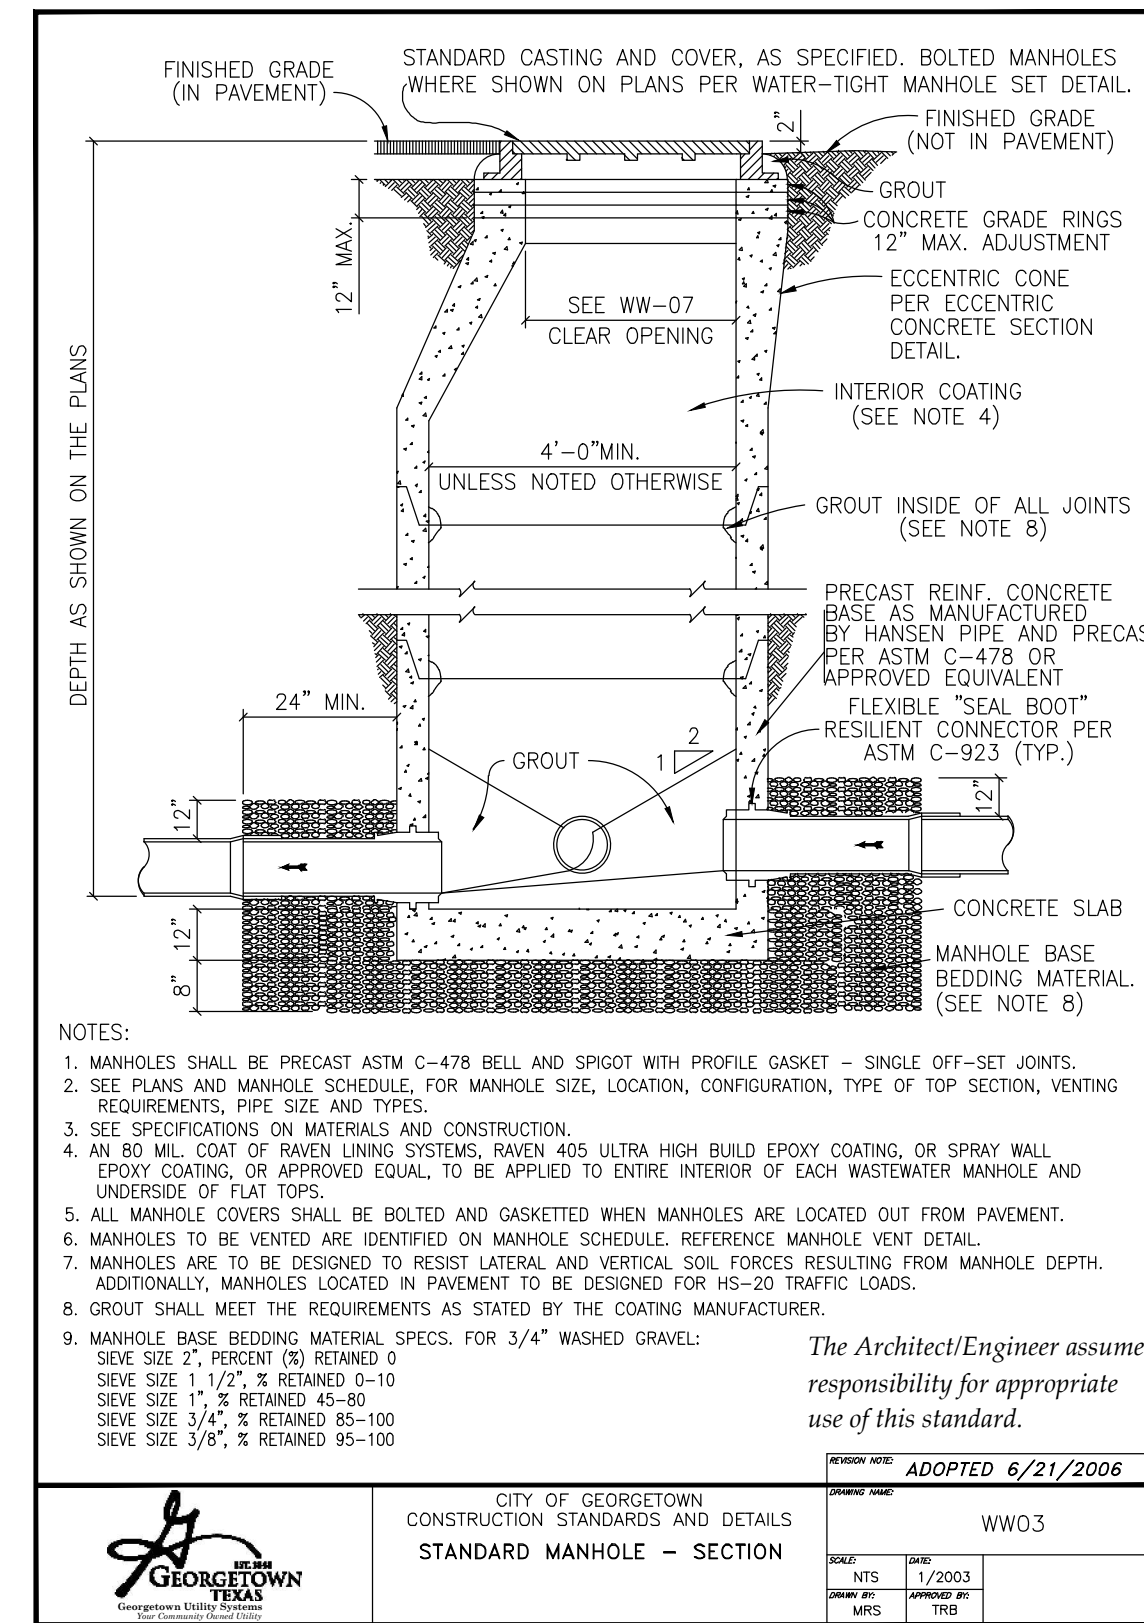 STANDARD CASTING AND COVER, AS SPECIFIED. BOLTED MANHOLES
WHERE SHOWN ON PLANS PER WATER-TIGHT MANHOLE SET DETAIL.
FINISHED GRADE
(IN PAVEMENT)
2"
FINISHED GRADE
(NOT IN PAVEMENT)
GROUT
CONCRETE GRADE RINGS
12" MAX. ADJUSTMENT
12" MAX.
ECCENTRIC CONE
PER ECCENTRIC
CONCRETE SECTION
DETAIL.
SEE WW-07
CLEAR OPENING
DEPTH AS SHOWN ON THE PLANS
INTERIOR COATING
(SEE NOTE 4)
4'-0"MIN.
UNLESS NOTED OTHERWISE
GROUT INSIDE OF ALL JOINTS
(SEE NOTE 8)
PRECAST REINF. CONCRETE
BASE AS MANUFACTURED
BY HANSEN PIPE AND PRECAS
PER ASTM C-478 OR
APPROVED EQUIVALENT
24" MIN.
FLEXIBLE "SEAL BOOT"
RESILIENT CONNECTOR PER
ASTM C-923 (TYP.)
GROUT
1
2
12"
12"
12"
8"
CONCRETE SLAB
MANHOLE BASE
BEDDING MATERIAL.
(SEE NOTE 8)
NOTES:
1. MANHOLES SHALL BE PRECAST ASTM C-478 BELL AND SPIGOT WITH PROFILE GASKET - SINGLE OFF-SET JOINTS.
2. SEE PLANS AND MANHOLE SCHEDULE, FOR MANHOLE SIZE, LOCATION, CONFIGURATION, TYPE OF TOP SECTION, VENTING
REQUIREMENTS, PIPE SIZE AND TYPES.
3. SEE SPECIFICATIONS ON MATERIALS AND CONSTRUCTION.
4. AN 80 MIL. COAT OF RAVEN LINING SYSTEMS, RAVEN 405 ULTRA HIGH BUILD EPOXY COATING, OR SPRAY WALL
EPOXY COATING, OR APPROVED EQUAL, TO BE APPLIED TO ENTIRE INTERIOR OF EACH WASTEWATER MANHOLE AND
UNDERSIDE OF FLAT TOPS.
5. ALL MANHOLE COVERS SHALL BE BOLTED AND GASKETTED WHEN MANHOLES ARE LOCATED OUT FROM PAVEMENT.
6. MANHOLES TO BE VENTED ARE IDENTIFIED ON MANHOLE SCHEDULE. REFERENCE MANHOLE VENT DETAIL.
7. MANHOLES ARE TO BE DESIGNED TO RESIST LATERAL AND VERTICAL SOIL FORCES RESULTING FROM MANHOLE DEPTH.
ADDITIONALLY, MANHOLES LOCATED IN PAVEMENT TO BE DESIGNED FOR HS-20 TRAFFIC LOADS.
8. GROUT SHALL MEET THE REQUIREMENTS AS STATED BY THE COATING MANUFACTURER.
9. MANHOLE BASE BEDDING MATERIAL SPECS. FOR 3/4" WASHED GRAVEL:
SIEVE SIZE 2", PERCENT (%) RETAINED 0
SIEVE SIZE 1 1/2", % RETAINED 0-10
SIEVE SIZE 1", % RETAINED 45-80
SIEVE SIZE 3/4", % RETAINED 85-100
SIEVE SIZE 3/8", % RETAINED 95-100
The Architect/Engineer assume
responsibility for appropriate
use of this standard.
REVISION NOTE: ADOPTED 6/21/2006
EST. 1848
GEORGETOWN
TEXAS
Georgetown Utility Systems
Your Community Owned Utility
CITY OF GEORGETOWN
CONSTRUCTION STANDARDS AND DETAILS
STANDARD MANHOLE - SECTION
DRAWING NAME:
WW03
SCALE:
NTS
DATE:
1/2003
DRAWN BY:
MRS
APPROVED BY:
TRB